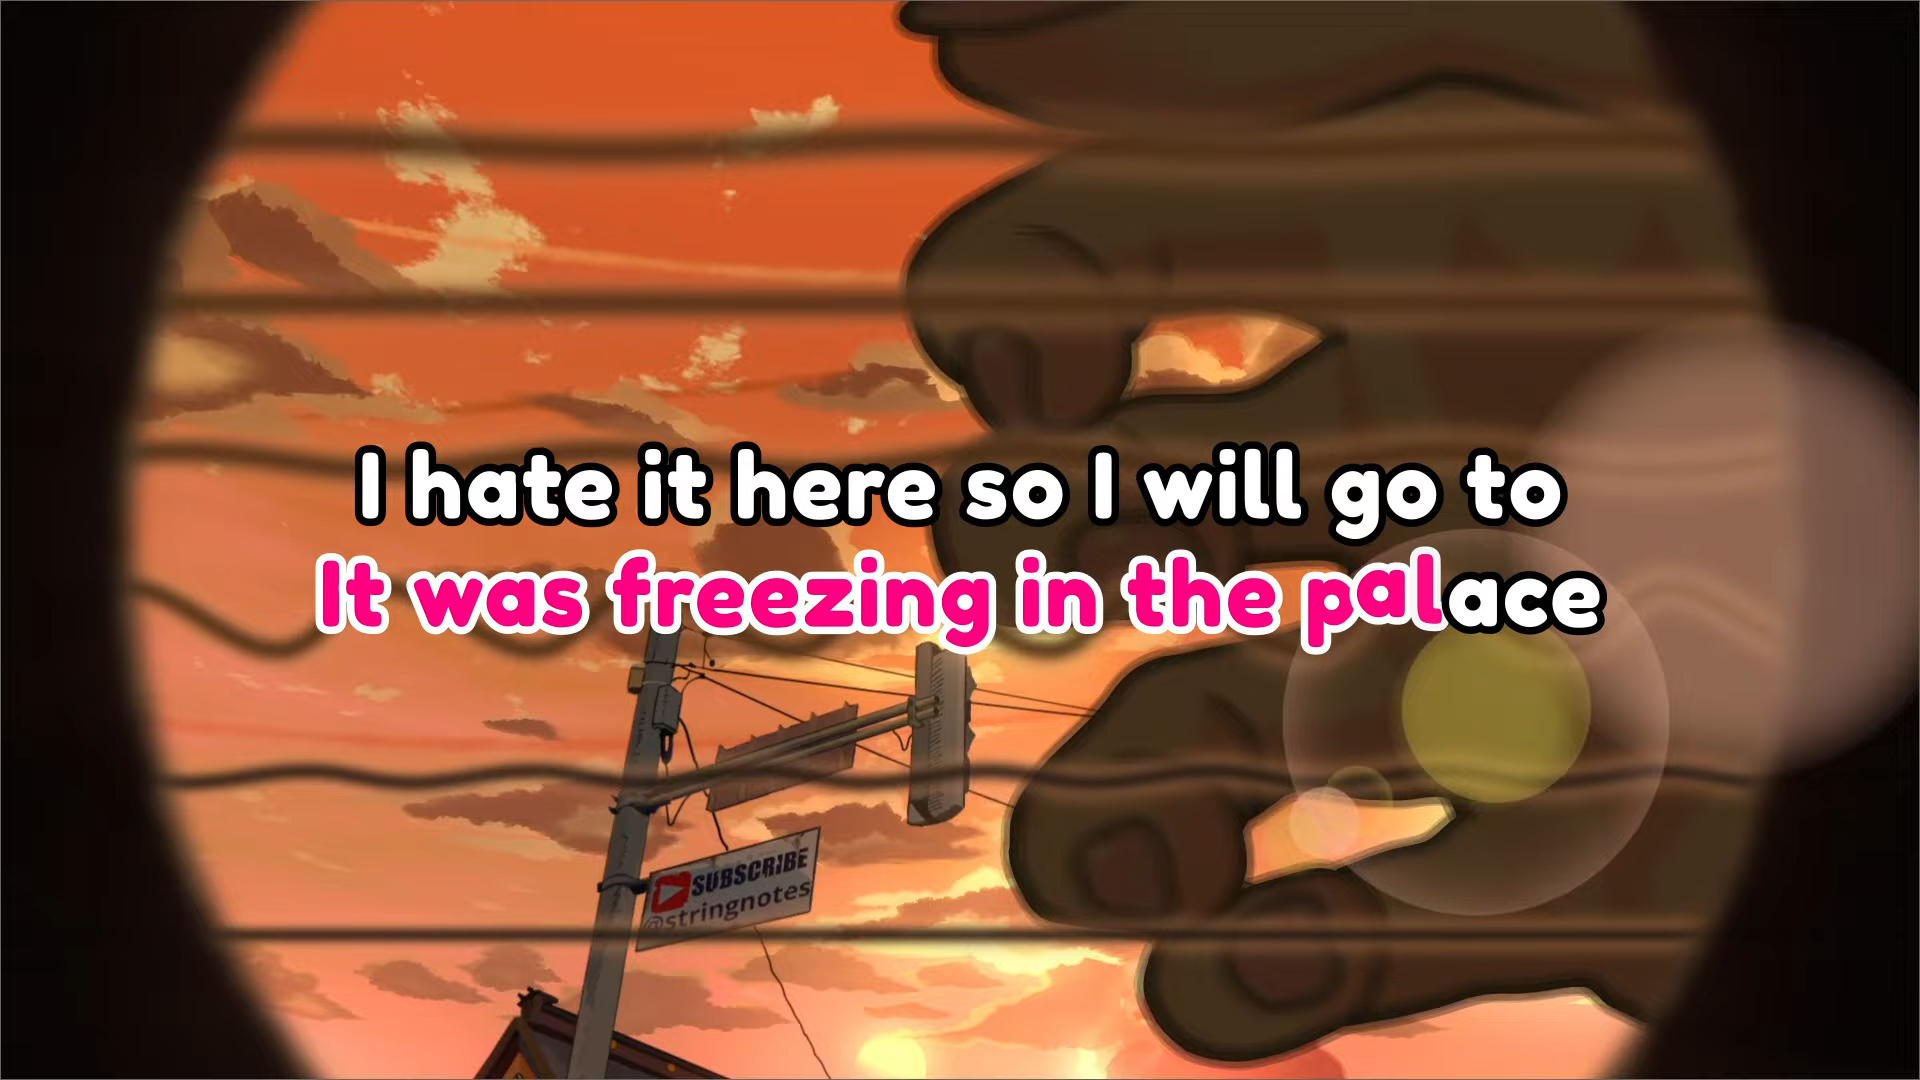 I hate it here so I will go to
It was freezing in the palace
SUBSCRIBE
@stringnotes